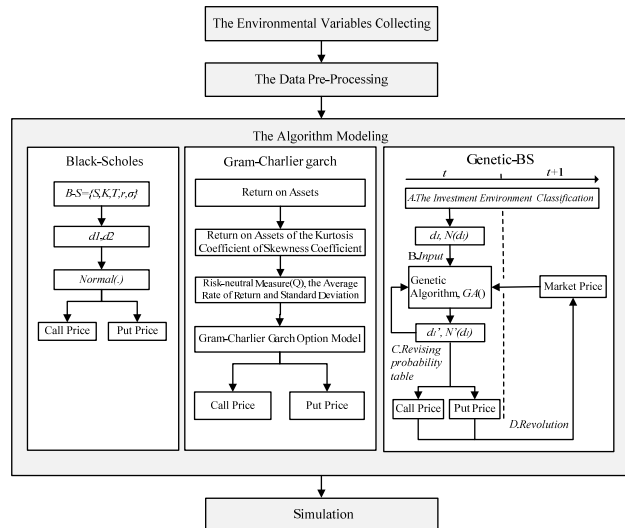 The Environmental Variables Collecting
The Data Pre-Processing
The Algorithm Modeling
Black-Scholes
B-S={S,K,T,r,σ}
d1,d2
Normal(.)
Call Price
Put Price
Gram-Charlier garch
Return on Assets
Return on Assets of the Kurtosis
Coefficient of Skewness Coefficient
Risk-neutral Measure(Q), the Average
Rate of Return and Standard Deviation
Gram-Charlier Garch Option Model
Call Price
Put Price
Genetic-BS
t
t+1
A.The Investment Environment Classification
B.Input
Genetic
Algorithm, GA()
Market Price
C.Revising
probability
table
Call Price
Put Price
D.Revolution
Simulation